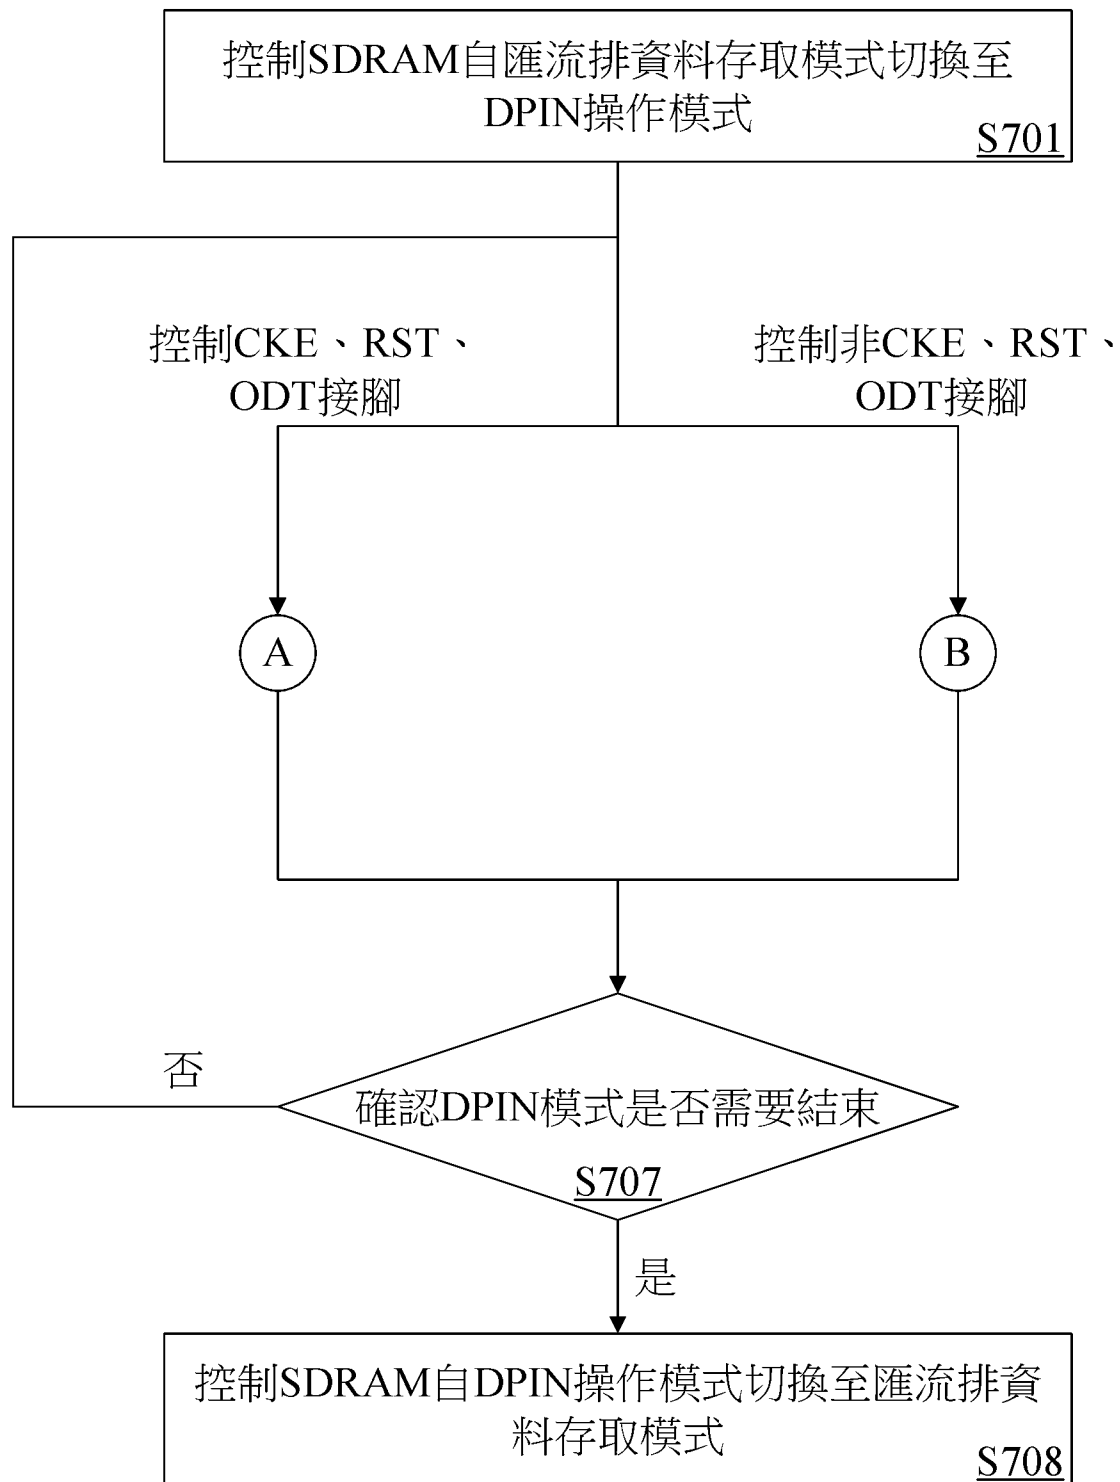 控制SDRAM自匯流排資料存取模式切換至
DPIN操作模式
S701
控制CKE、RST、
ODT接腳
控制非CKE、RST、
ODT接腳
A
B
確認DPIN模式是否需要結束
S707
否
是
控制SDRAM自DPIN操作模式切換至匯流排資
料存取模式
S708